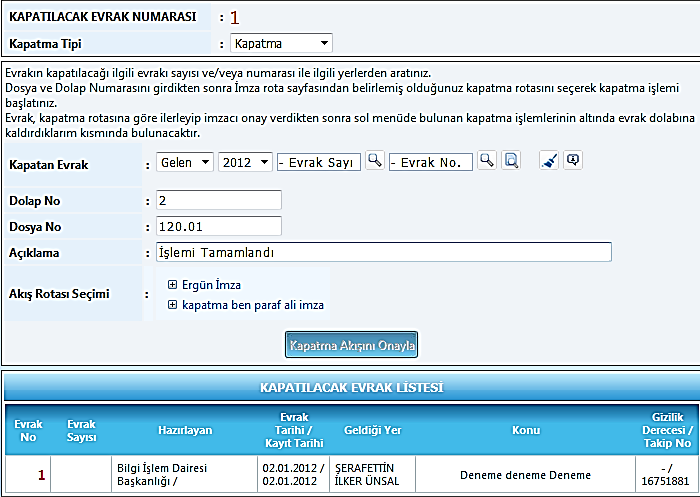 KAPATILACAK EVRAK NUMARASI : 1
Kapatma Tipi : Kapatma
Evrakın kapatılacağı ilgili evrakı sayısı ve/veya numarası ile ilgili yerlerden aratınız.
Dosya ve Dolap Numarasını girdikten sonra İmza rota sayfasından belirlemiş olduğunuz kapatma rotasını seçerek kapatma işlemi
başlatınız.
Evrak, kapatma rotasına göre ilerleyip imzacı onay verdikten sonra sol menüde bulunan kapatma işlemlerinin altında evrak dolabına
kaldırdıklarım kısmında bulunacaktır.
Kapatan Evrak : Gelen 2012 - Evrak Sayı - Evrak No.
Dolap No : 2
Dosya No : 120.01
Açıklama : İşlemi Tamamlandı
Akış Rotası Seçimi : Ergün İmza
kapatma ben paraf ali imza
Kapatma Akışını Onayla
KAPATILACAK EVRAK LİSTESİ
Evrak No Evrak Sayısı Hazırlayan Evrak Tarihi / Kayıt Tarihi Geldiği Yer Konu Gizilik Derecesi / Takip No
1 Bilgi İşlem Dairesi Başkanlığı / 02.01.2012 / 02.01.2012 ŞERAFETTİN İLKER ÜNSAL Deneme deneme Deneme - / 16751881